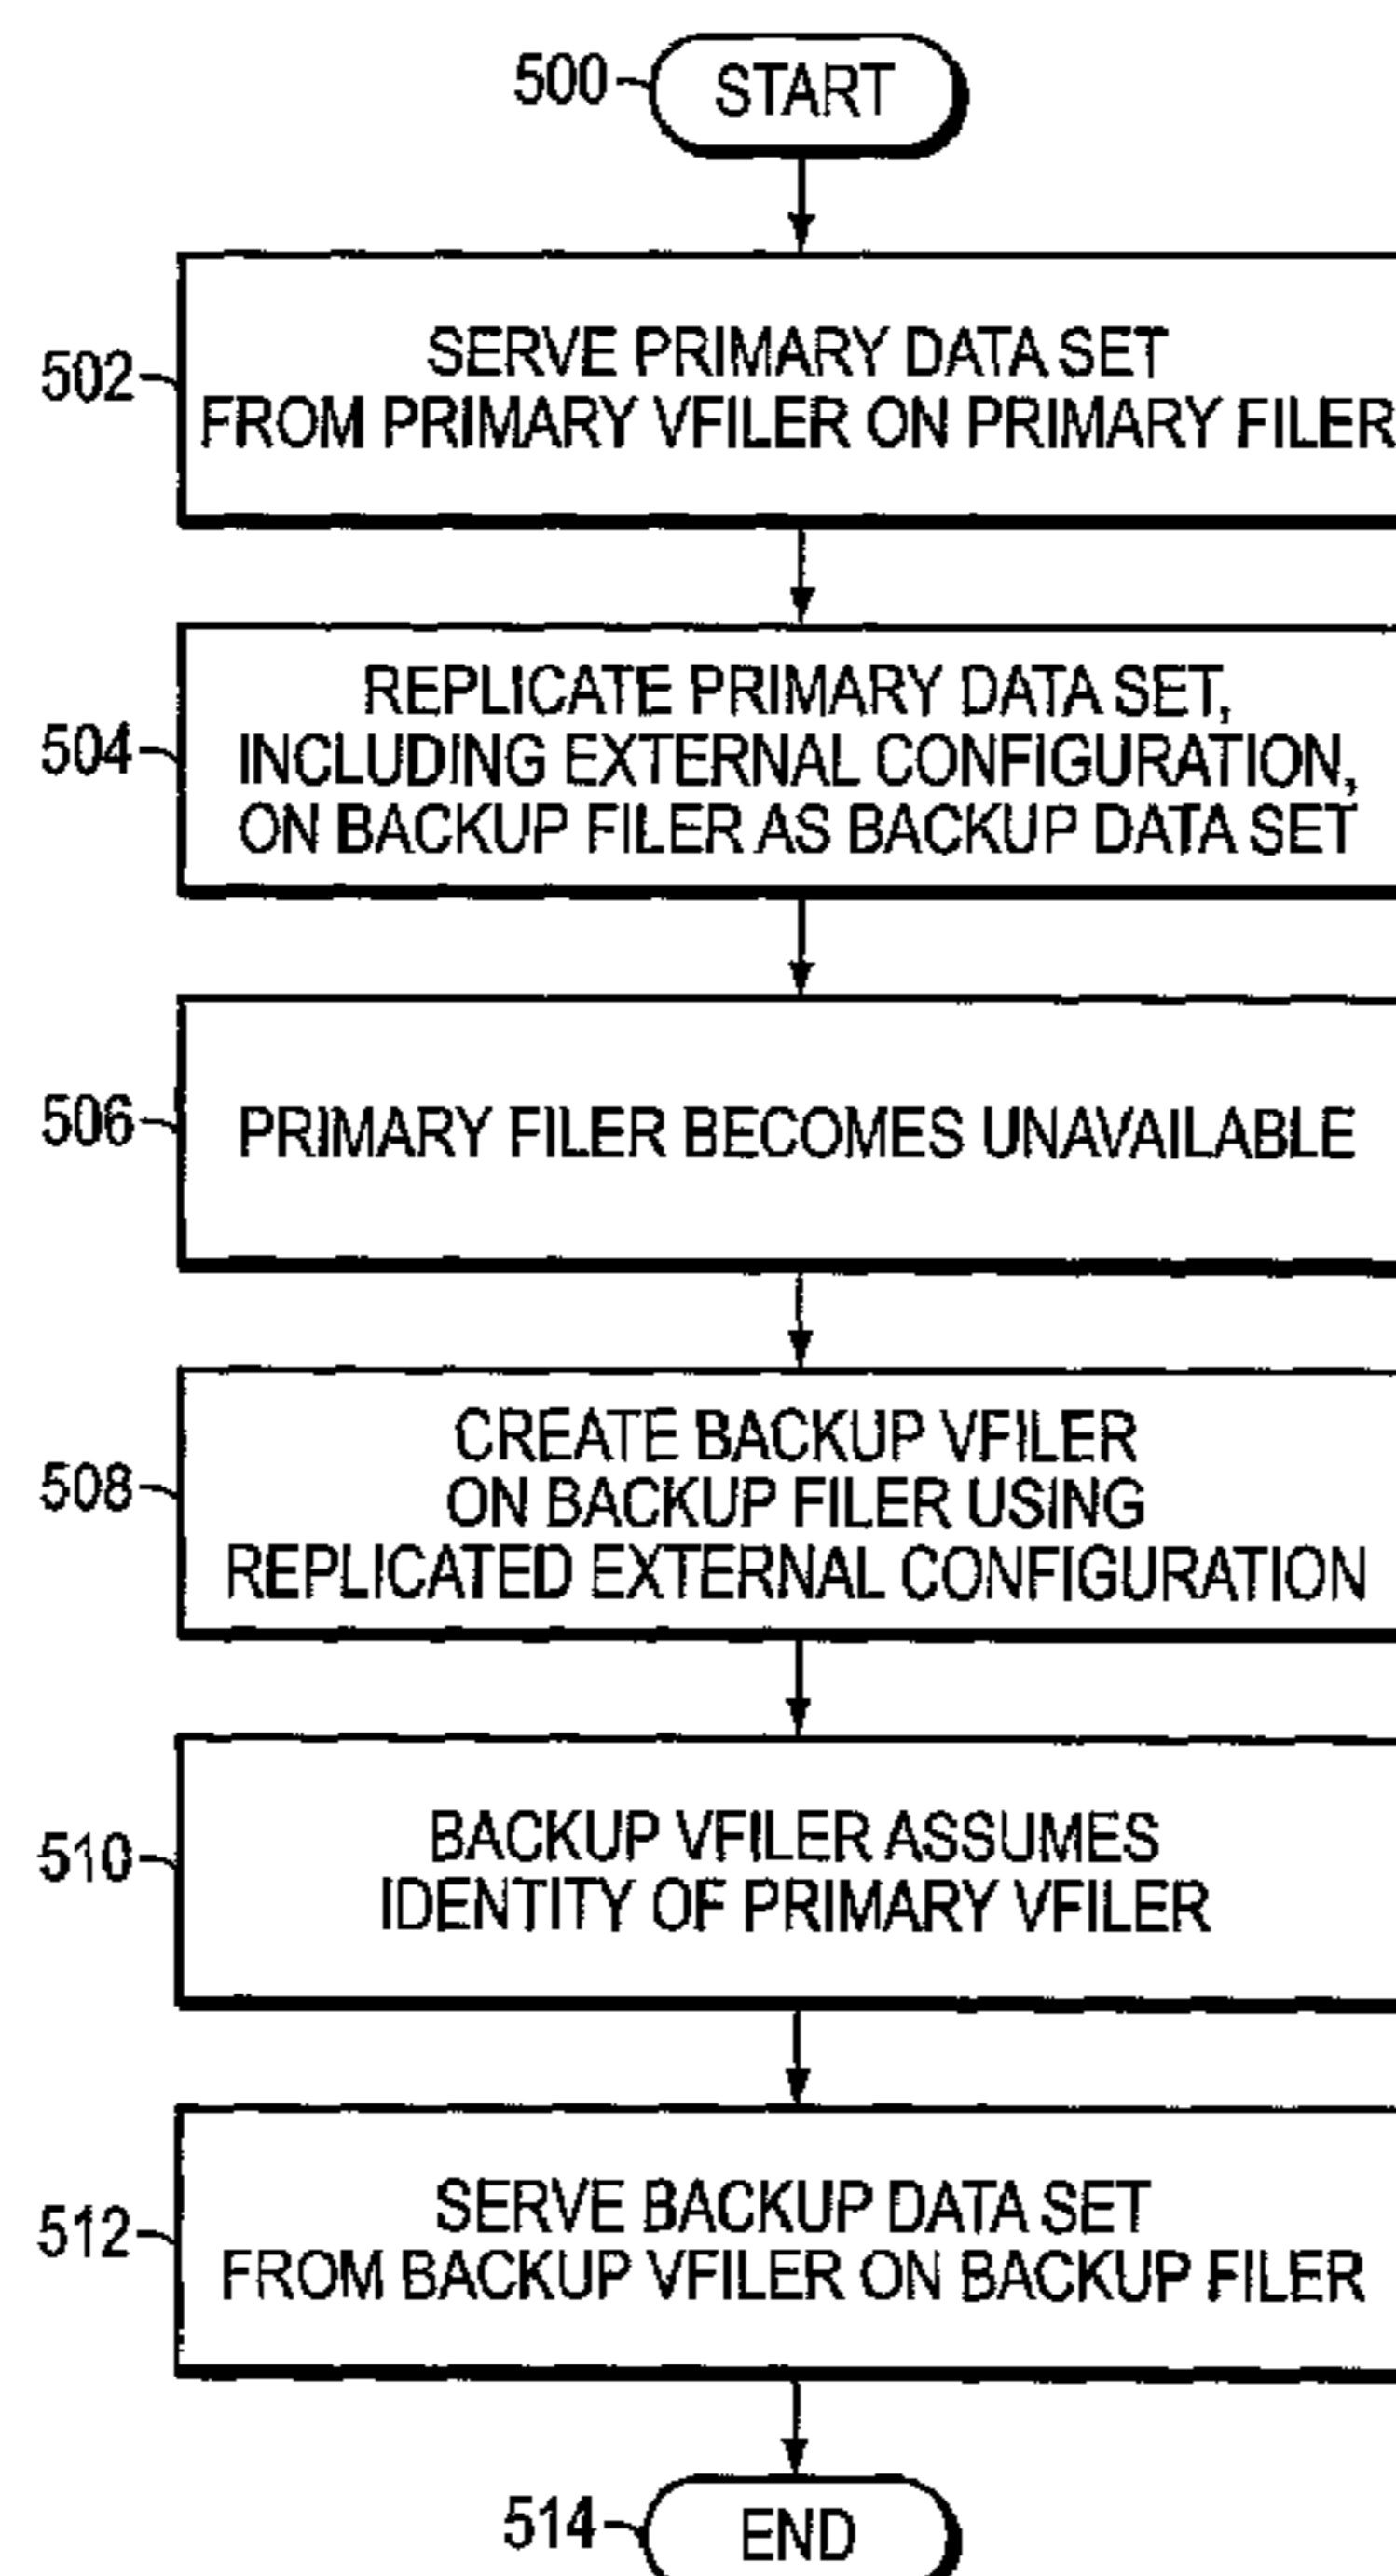 500
START
502
SERVE PRIMARY DATA SET
FROM PRIMARY VFILER ON PRIMARY FILER
504
REPLICATE PRIMARY DATA SET,
INCLUDING EXTERNAL CONFIGURATION,
ON BACKUP FILER AS BACKUP DATA SET
506
PRIMARY FILER BECOMES UNAVAILABLE
508
CREATE BACKUP VFILER
ON BACKUP FILER USING
REPLICATED EXTERNAL CONFIGURATION
510
BACKUP VFILER ASSUMES
IDENTITY OF PRIMARY VFILER
512
SERVE BACKUP DATA SET
FROM BACKUP VFILER ON BACKUP FILER
514
END